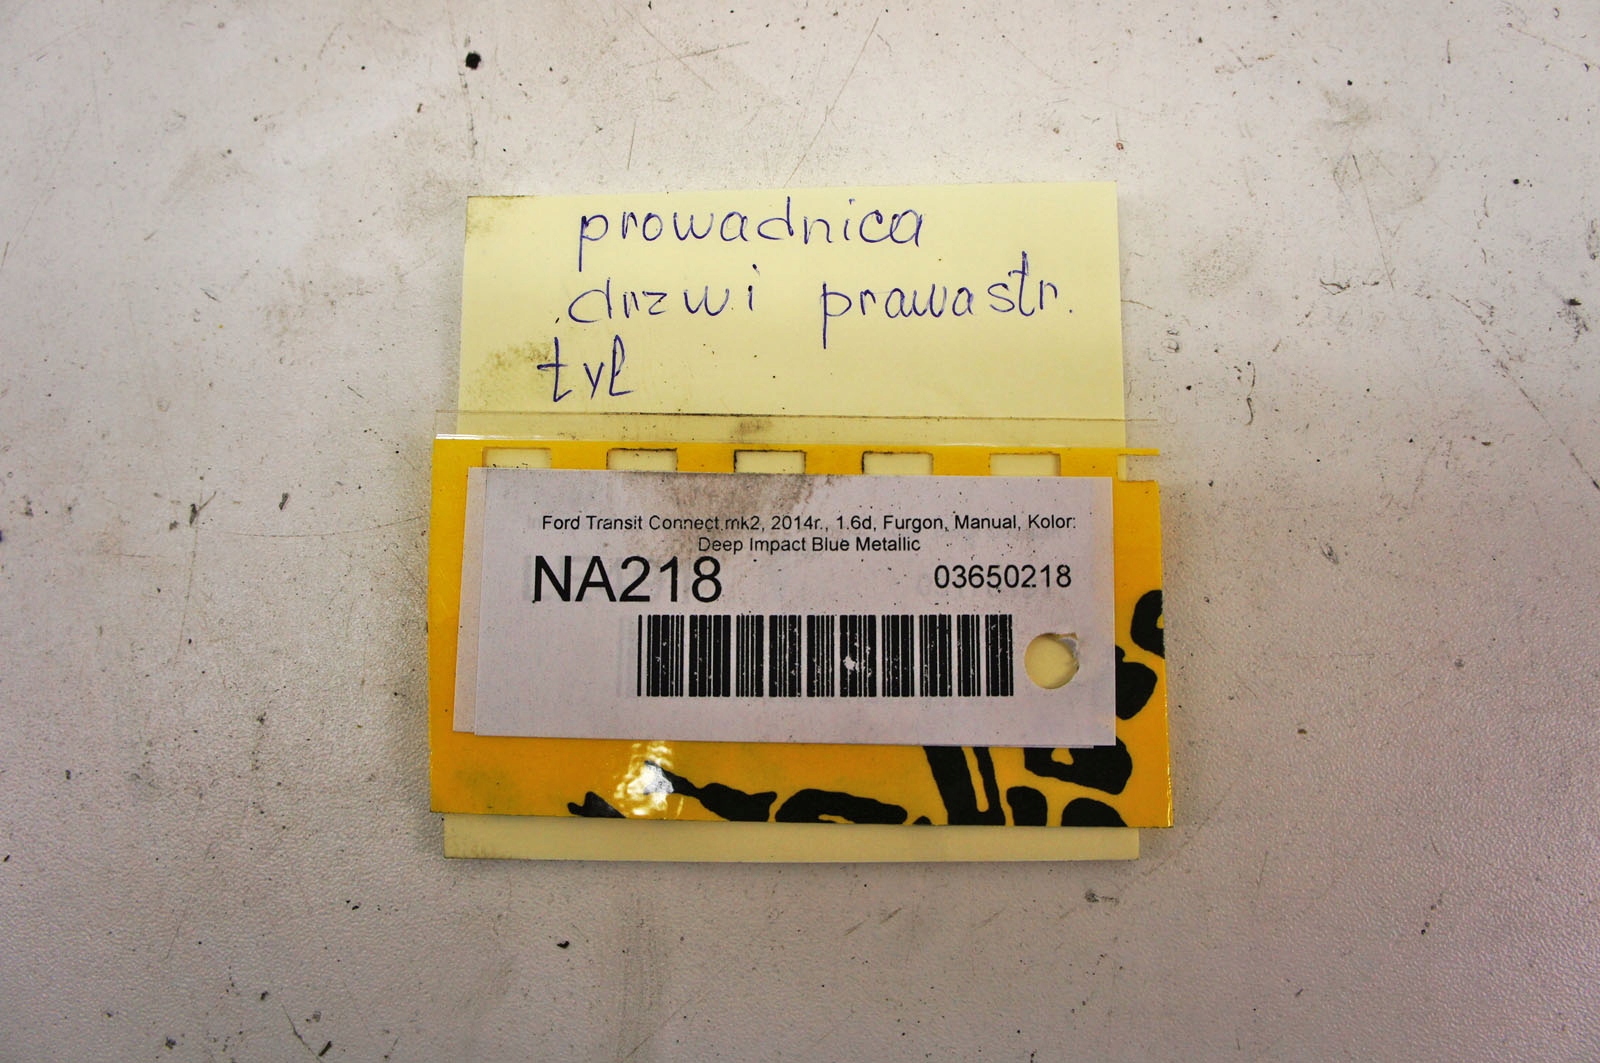 prowadnica
drzwi prawa str.
tył
Ford Transit Connect mk2, 2014r., 1.6d, Furgon, Manual, Kolor:
Deep Impact Blue Metallic
NA218
03650218